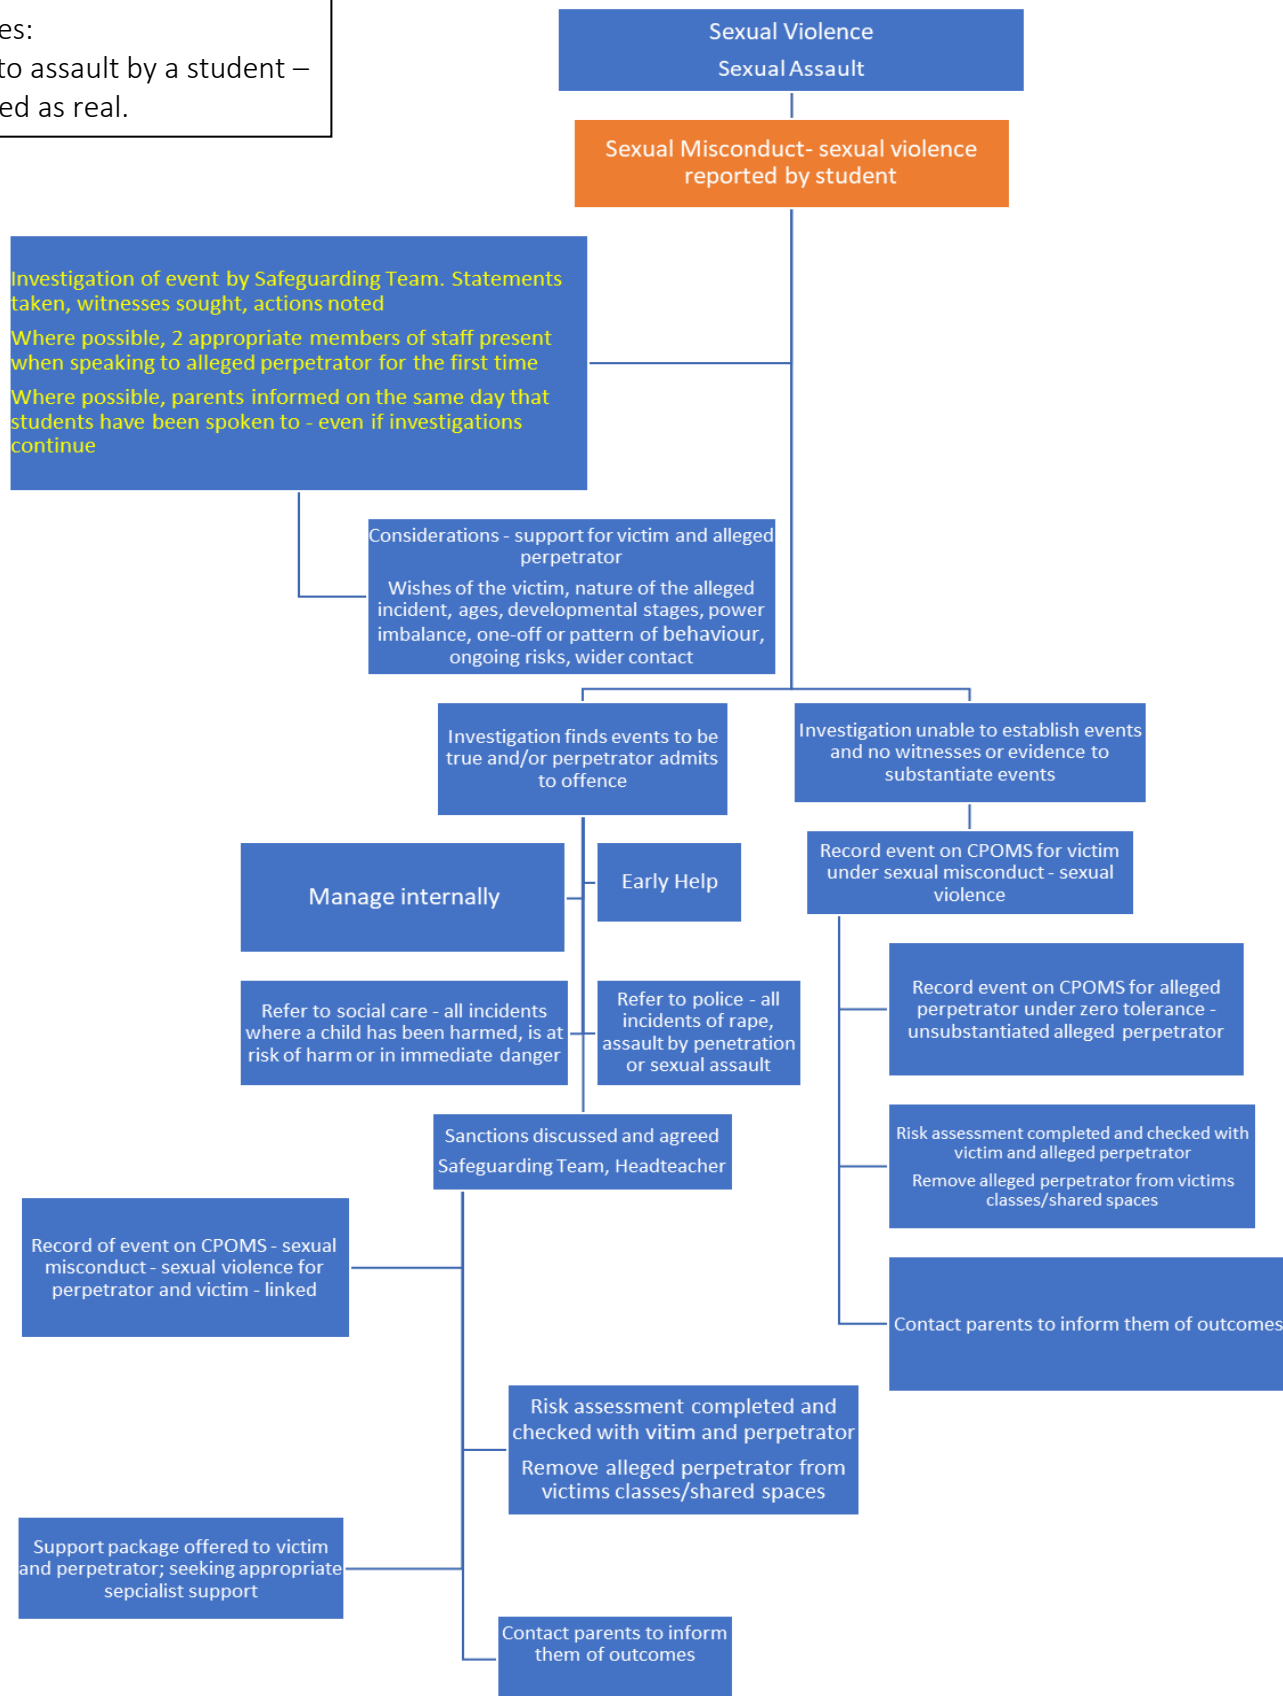 es:
to assault by a student –
ed as real.
Sexual Violence
Sexual Assault
Sexual Misconduct- sexual violence
reported by student
Investigation of event by Safeguarding Team. Statements
taken, witnesses sought, actions noted
Where possible, 2 appropriate members of staff present
when speaking to alleged perpetrator for the first time
Where possible, parents informed on the same day that
students have been spoken to - even if investigations
continue
Considerations - support for victim and alleged
perpetrator
Wishes of the victim, nature of the alleged
incident, ages, developmental stages, power
imbalance, one-off or pattern of behaviour,
ongoing risks, wider contact
Investigation finds events to be
true and/or perpetrator admits
to offence
Investigation unable to establish events
and no witnesses or evidence to
substantiate events
Manage internally
Early Help
Record event on CPOMS for victim
under sexual misconduct - sexual
violence
Refer to social care - all incidents
where a child has been harmed, is at
risk of harm or in immediate danger
Refer to police - all
incidents of rape,
assault by penetration
or sexual assault
Record event on CPOMS for alleged
perpetrator under zero tolerance -
unsubstantiated alleged perpetrator
Sanctions discussed and agreed
Safeguarding Team, Headteacher
Risk assessment completed and checked with
victim and alleged perpetrator
Remove alleged perpetrator from victims
classes/shared spaces
Record of event on CPOMS - sexual
misconduct - sexual violence for
perpetrator and victim - linked
Contact parents to inform them of outcomes
Risk assessment completed and
checked with vitim and perpetrator
Remove alleged perpetrator from
victims classes/shared spaces
Support package offered to victim
and perpetrator; seeking appropriate
sepcialist support
Contact parents to inform
them of outcomes